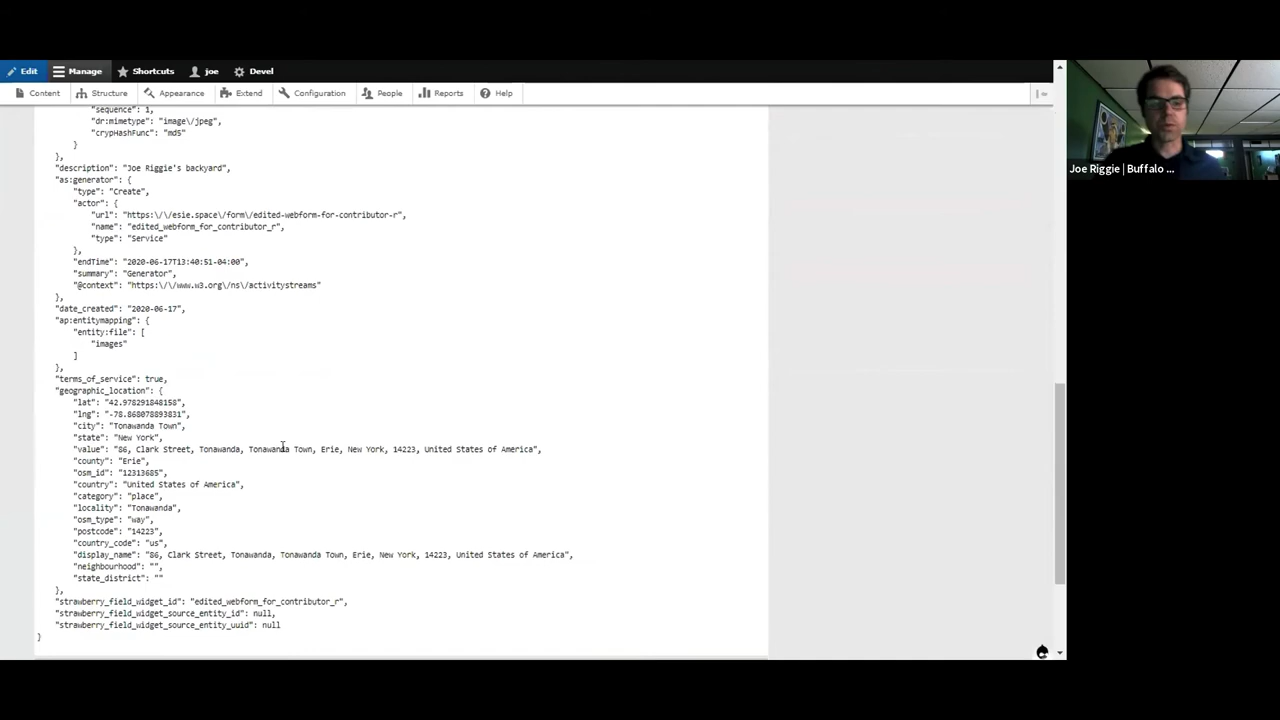 Edit Manage Shortcuts joe Devel
Content Structure Appearance Extend Configuration People Reports Help
"sequence": 1,
"dr:mimetype": "image\/jpeg",
"crypHashFunc": "md5"
}
},
"description": "Joe Riggie's backyard",
"as:generator": {
"type": "Create",
"actor": {
"url": "https:\/\/esie.space\/form\/edited-webform-for-contributor-r",
"name": "edited_webform_for_contributor_r",
"type": "Service"
},
"endTime": "2020-06-17T13:40:51-04:00",
"summary": "Generator",
"@context": "https:\/\/www.w3.org\/ns\/activitystreams"
},
"date_created": "2020-06-17",
"ap:entitymapping": {
"entity:file": [
"images"
]
},
"terms_of_service": true,
"geographic_location": {
"lat": "42.978291848158",
"lng": "-78.868078893831",
"city": "Tonawanda Town",
"state": "New York",
"value": "86, Clark Street, Tonawanda, Tonawanda Town, Erie, New York, 14223, United States of America",
"county": "Erie",
"osm_id": "12313685",
"country": "United States of America",
"category": "place",
"locality": "Tonawanda",
"osm_type": "way",
"postcode": "14223",
"country_code": "us",
"display_name": "86, Clark Street, Tonawanda, Tonawanda Town, Erie, New York, 14223, United States of America",
"neighbourhood": "",
"state_district": ""
},
"strawberry_field_widget_id": "edited_webform_for_contributor_r",
"strawberry_field_widget_source_entity_id": null,
"strawberry_field_widget_source_entity_uuid": null
}
Joe Riggie | Buffalo ...